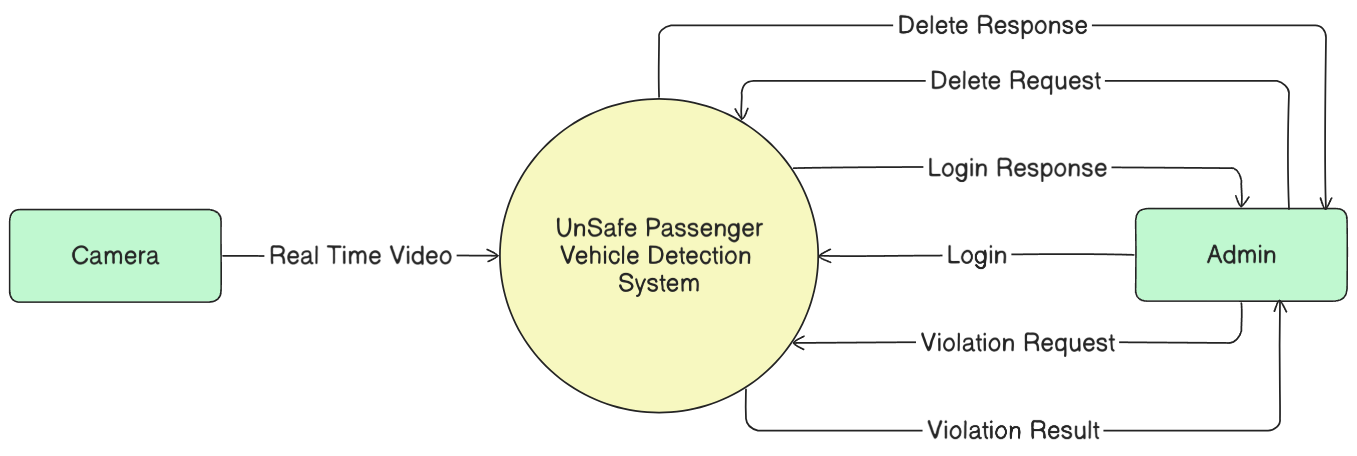 Delete Response
Delete Request
Login Response
UnSafe Passenger
Vehicle Detection
System
Camera
Real Time Video
Login
Admin
Violation Request
Violation Result